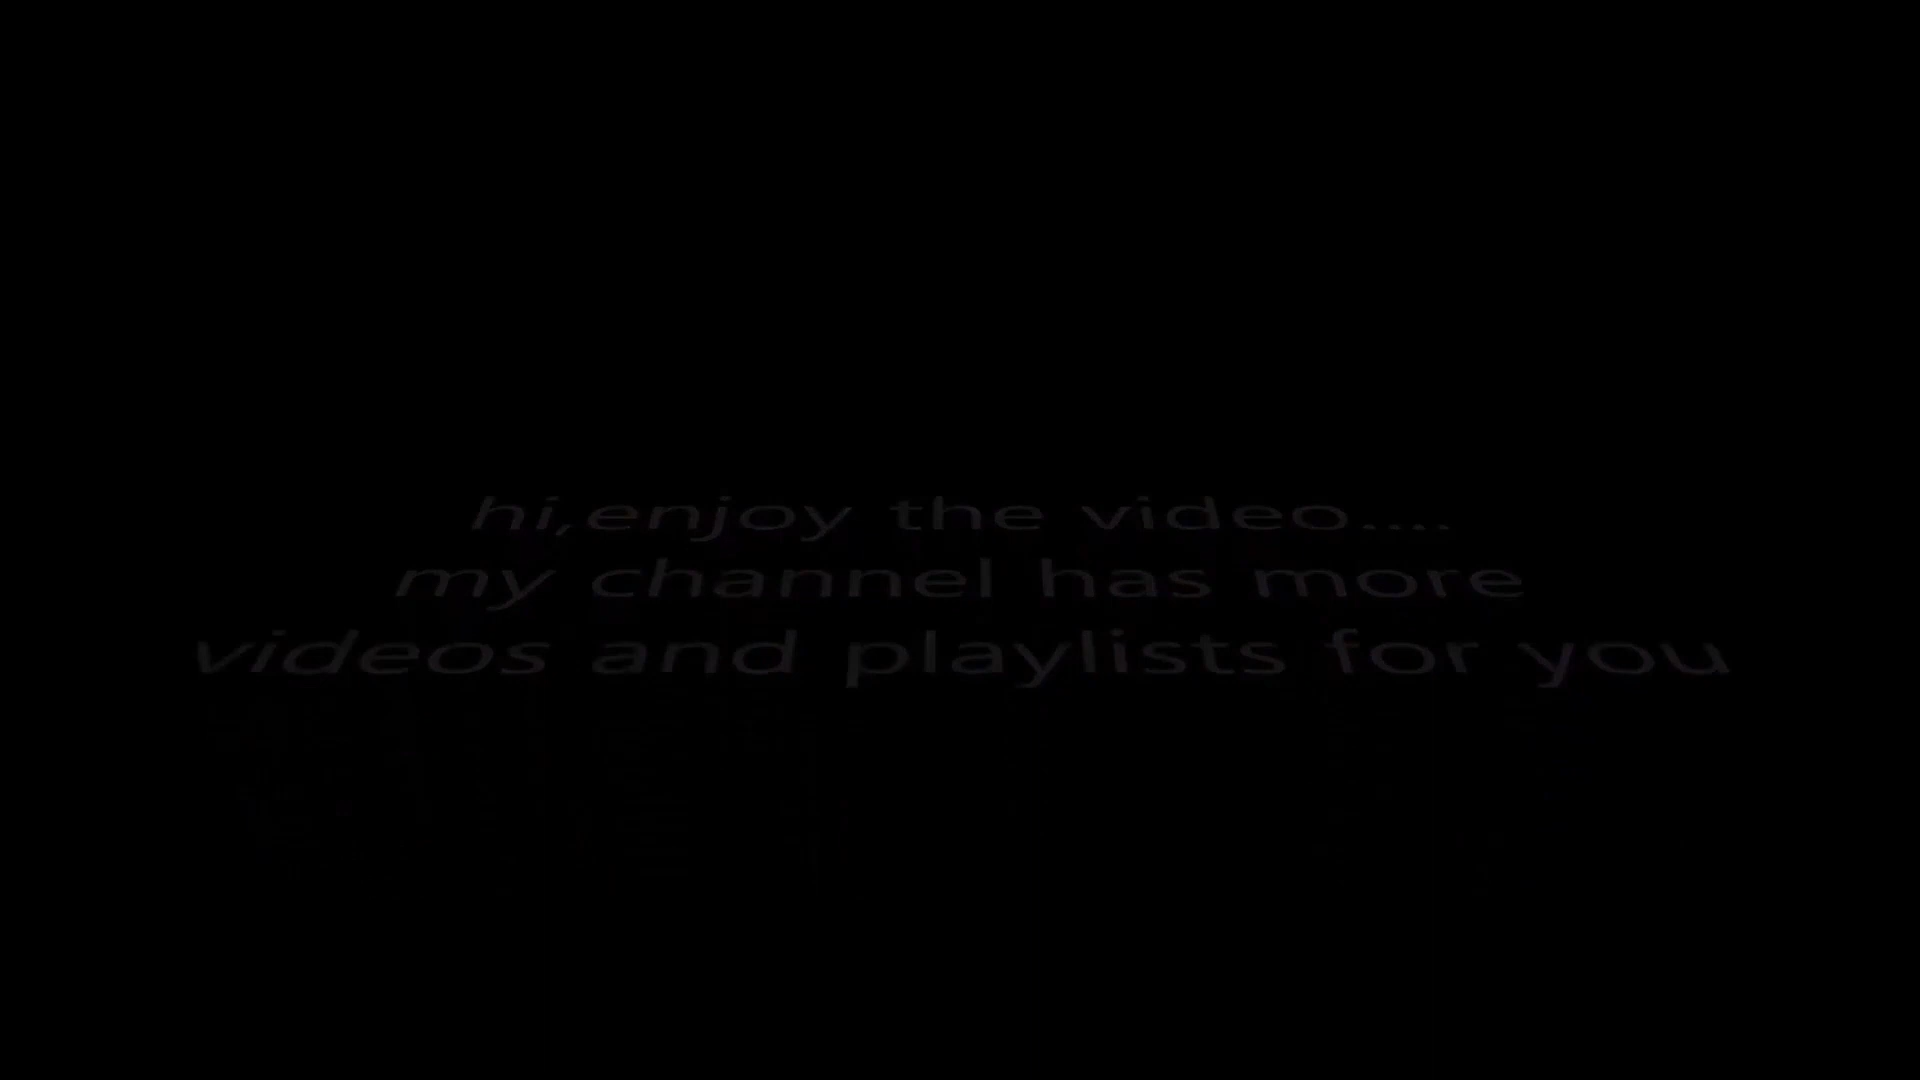 hi,enjoy the video....
my channel has more
videos and playlists for you